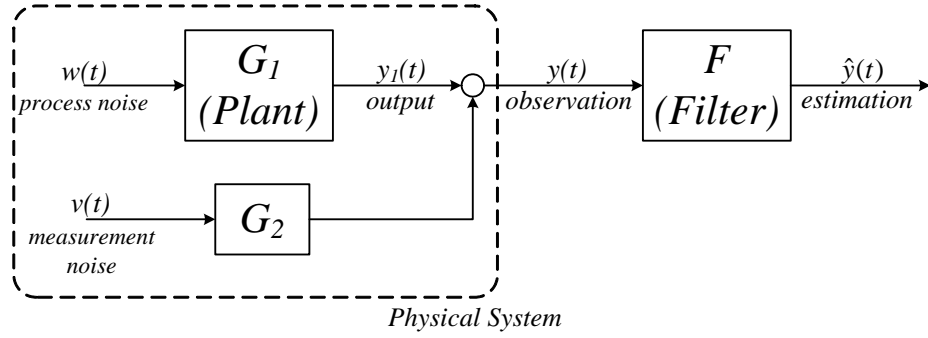 w(t)
process noise
G₁
(Plant)
y₁(t)
output
y(t)
observation
F
(Filter)
ŷ(t)
estimation
v(t)
measurement
noise
G₂
Physical System